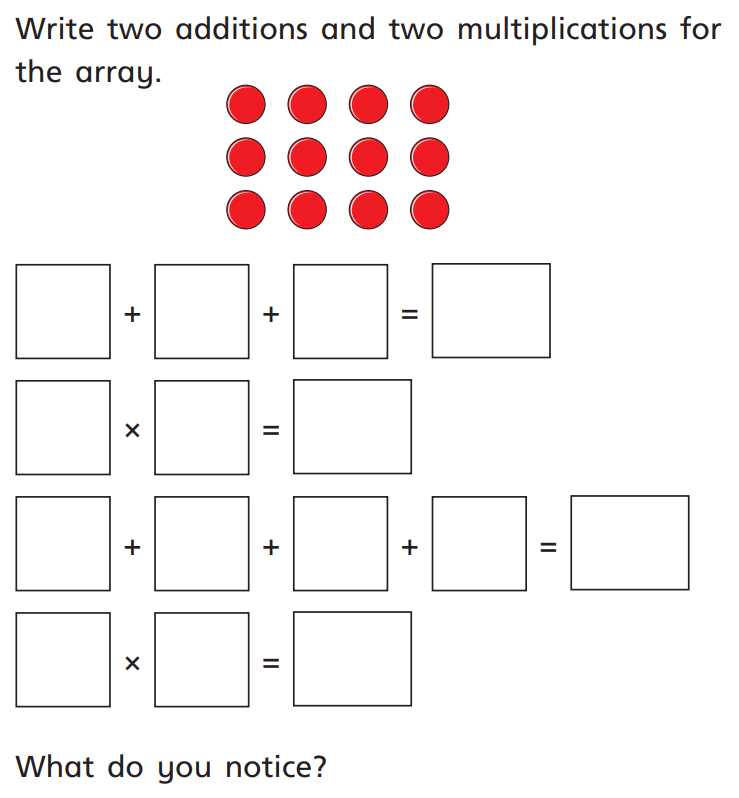 Write two additions and two multiplications for
the array.
+ + =
× =
+ + + =
× =
What do you notice?